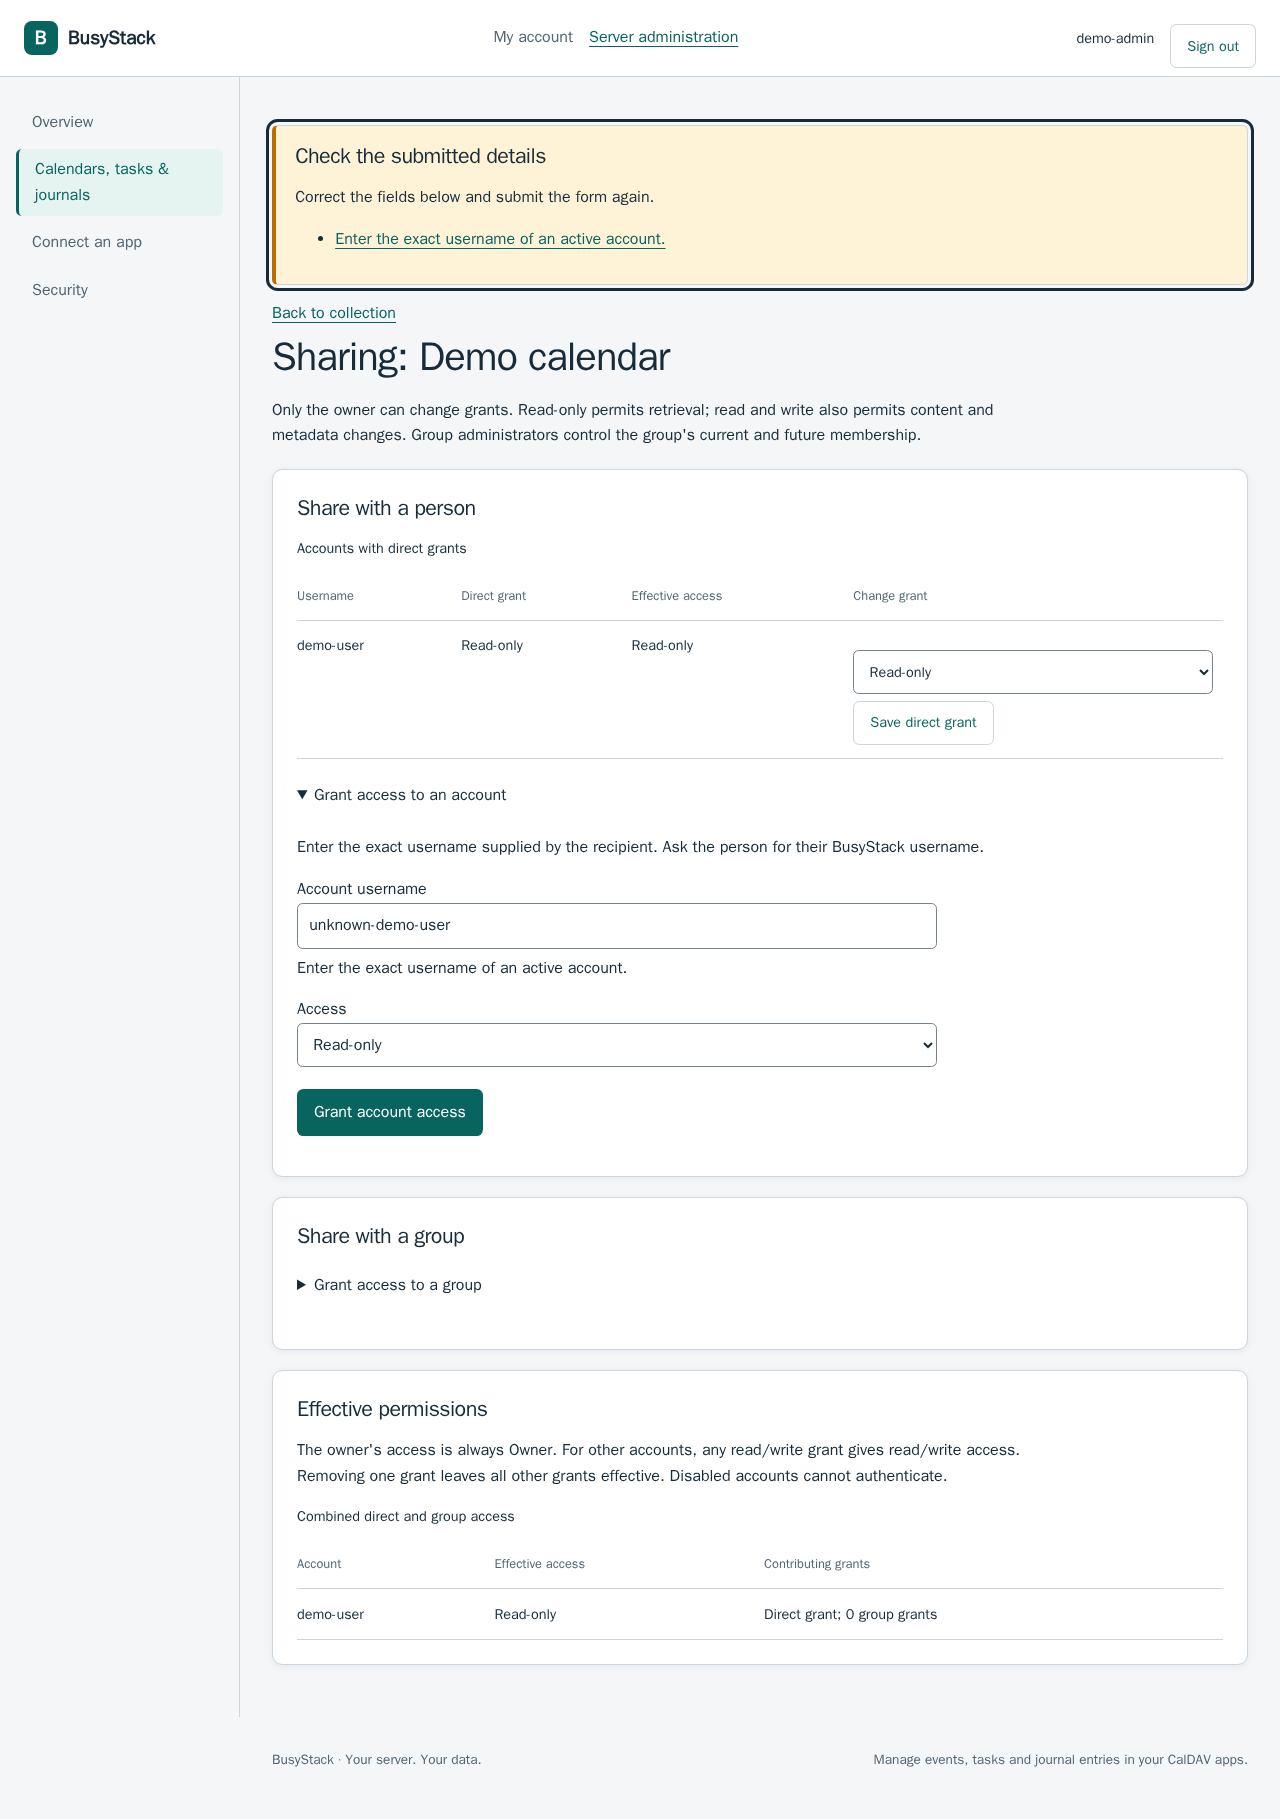 B BusyStack
My account Server administration
demo-admin Sign out
Overview
Calendars, tasks &
journals
Connect an app
Security
Check the submitted details
Correct the fields below and submit the form again.
• Enter the exact username of an active account.
Back to collection
Sharing: Demo calendar
Only the owner can change grants. Read-only permits retrieval; read and write also permits content and
metadata changes. Group administrators control the group's current and future membership.
Share with a person
Accounts with direct grants
Username Direct grant Effective access Change grant
demo-user Read-only Read-only
Read-only
Save direct grant
Grant access to an account
Enter the exact username supplied by the recipient. Ask the person for their BusyStack username.
Account username
unknown-demo-user
Enter the exact username of an active account.
Access
Read-only
Grant account access
Share with a group
Grant access to a group
Effective permissions
The owner's access is always Owner. For other accounts, any read/write grant gives read/write access.
Removing one grant leaves all other grants effective. Disabled accounts cannot authenticate.
Combined direct and group access
Account Effective access Contributing grants
demo-user Read-only Direct grant; 0 group grants
BusyStack · Your server. Your data.
Manage events, tasks and journal entries in your CalDAV apps.